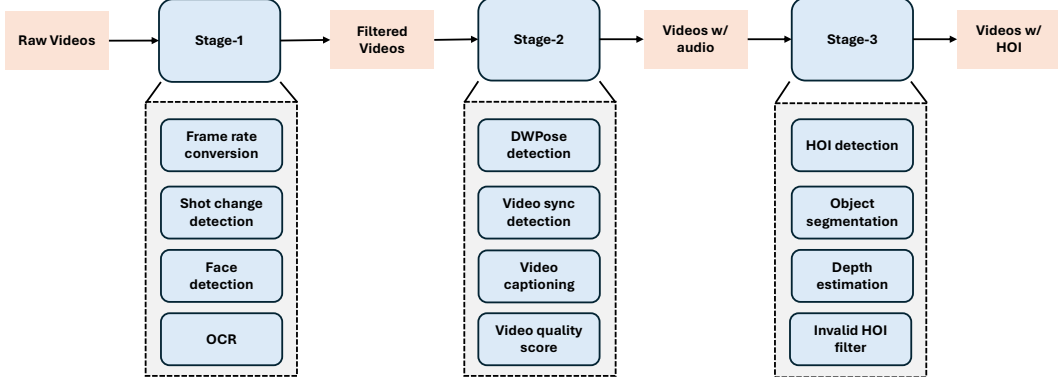 Raw Videos
Stage-1
Filtered
Videos
Stage-2
Videos w/
audio
Stage-3
Videos w/
HOI
Frame rate
conversion
Shot change
detection
Face
detection
OCR
DWPose
detection
Video sync
detection
Video
captioning
Video quality
score
HOI detection
Object
segmentation
Depth
estimation
Invalid HOI
filter